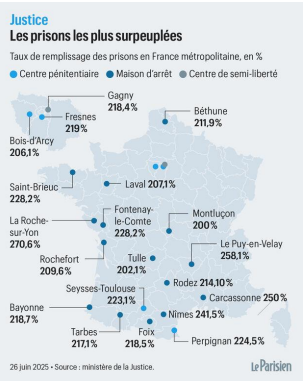 Justice
Les prisons les plus surpeuplées
Taux de remplissage des prisons en France métropolitaine, en %
Centre pénitentiaire
Maison d'arrêt
Centre de semi-liberté
Gagny
218,4%
Fresnes
219%
Bois-d'Arcy
206,1%
Béthune
211,9%
Saint-Brieuc
228,2%
Laval 207,1%
La Roche-
sur-Yon
270,6%
Fontenay-
le-Comte
228,2%
Montluçon
200%
Le Puy-en-Velay
258,1%
Rochefort
209,6%
Tulle
202,1%
Rodez 214,10%
Seysses-Toulouse
223,1%
Carcassonne 250%
Bayonne
218,7%
Nîmes 241,5%
Tarbes
217,1%
Foix
218,5%
Perpignan 224,5%
26 juin 2025 • Source : ministère de la Justice.
Le Parisien